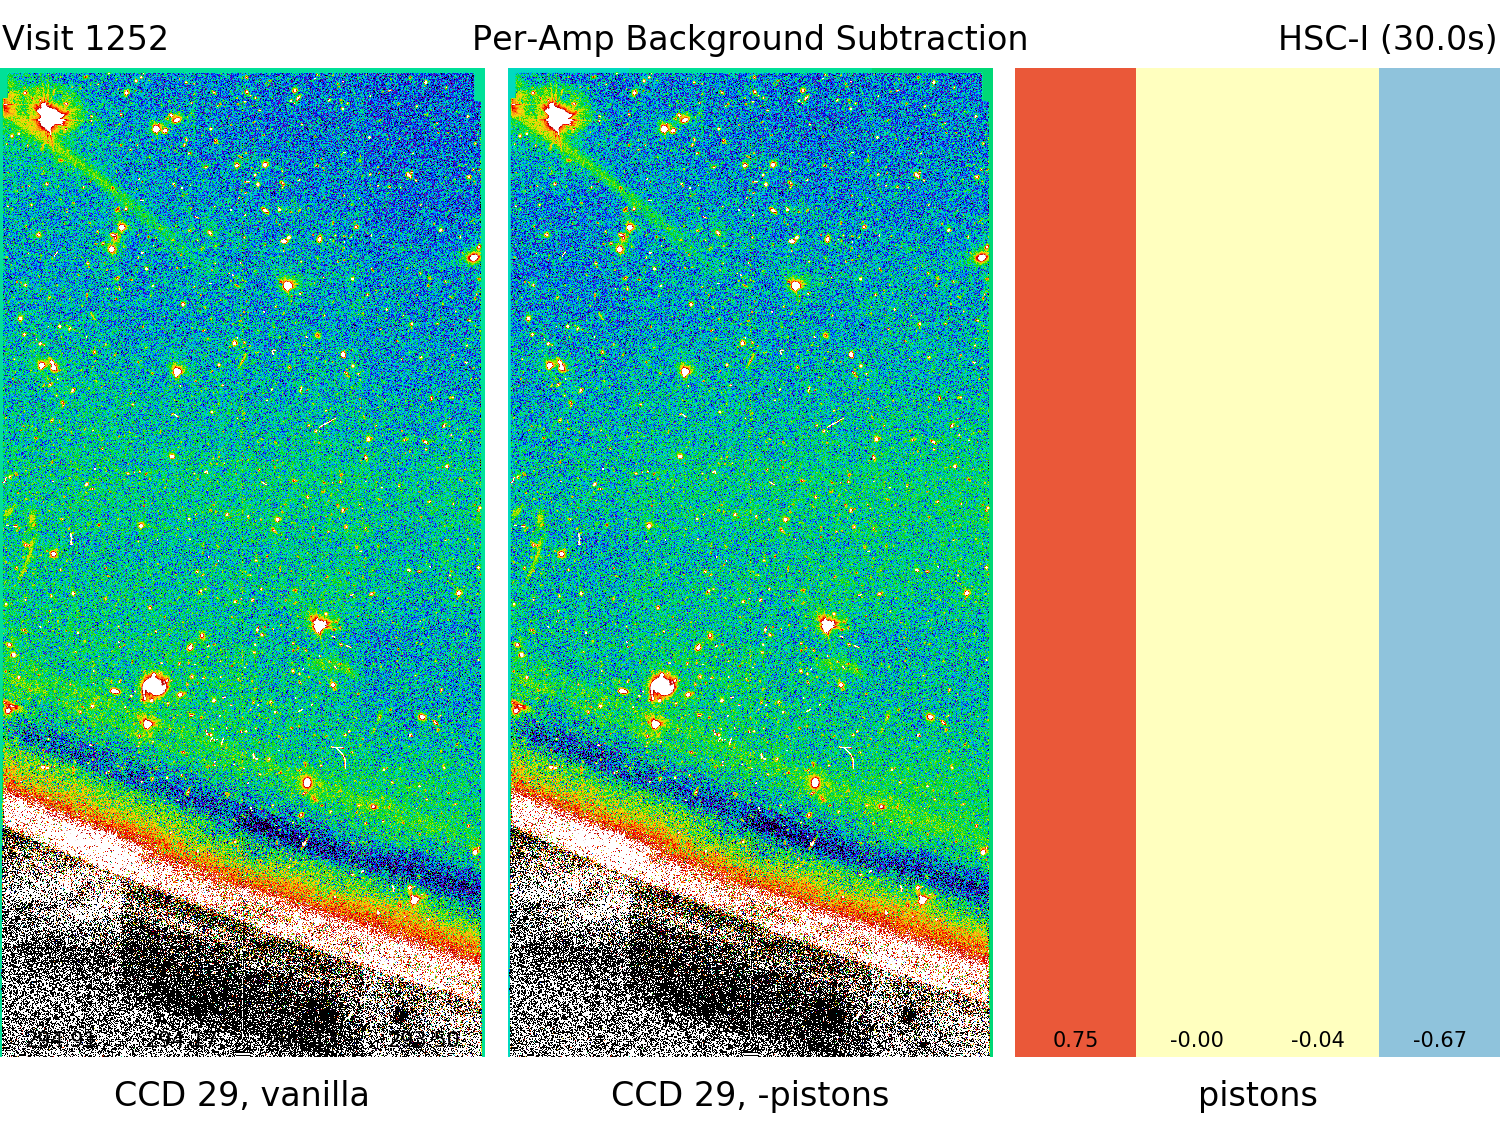 Visit 1252
Per-Amp Background Subtraction
HSC-I (30.0s)
0.75
-0.00
-0.04
-0.67
CCD 29, vanilla
CCD 29, -pistons
pistons